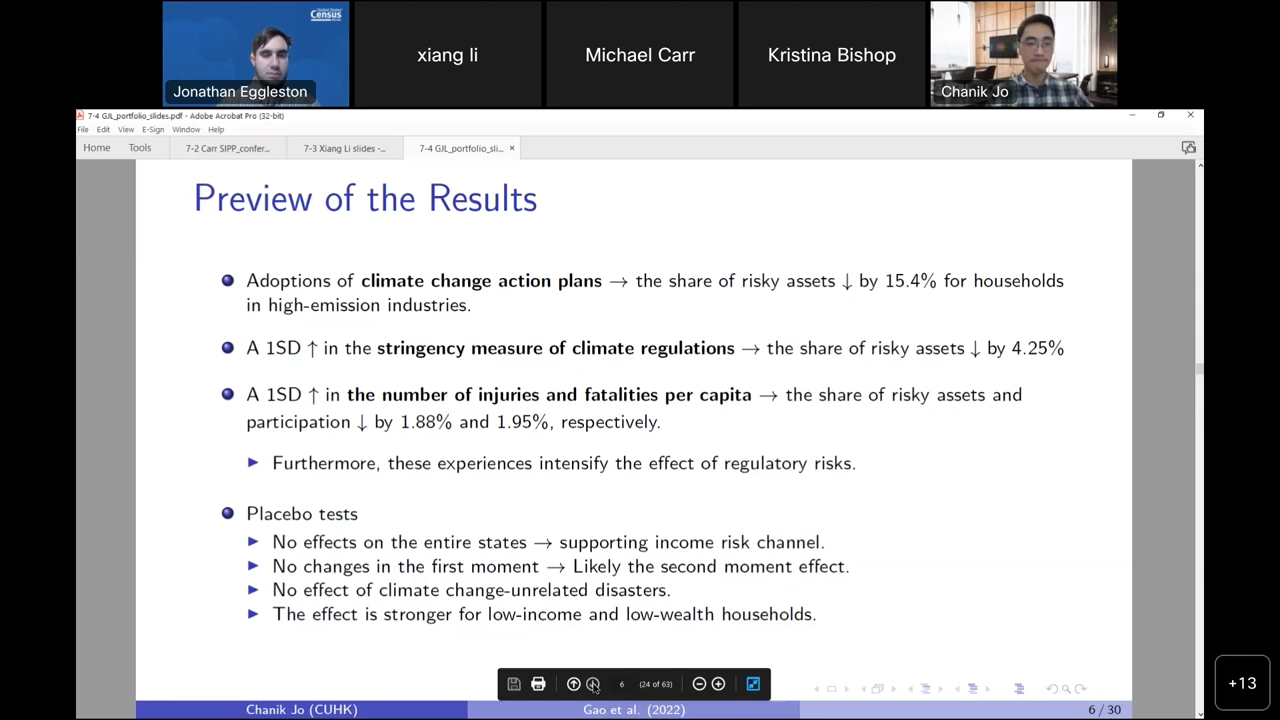 Census
xiang li
Michael Carr
Kristina Bishop
Jonathan Eggleston
Chanik Jo
7-4 GJL_portfolio_slides.pdf - Adobe Acrobat Pro (32-bit)
File Edit View E-Sign Window Help
Home Tools 7-2 Carr SIPP_confer... 7-3 Xiang Li slides -... 7-4 GJL_portfolio_sli... ×
Preview of the Results
Adoptions of climate change action plans → the share of risky assets ↓ by 15.4% for households
in high-emission industries.
A 1SD ↑ in the stringency measure of climate regulations → the share of risky assets ↓ by 4.25%
A 1SD ↑ in the number of injuries and fatalities per capita → the share of risky assets and
participation ↓ by 1.88% and 1.95%, respectively.
Furthermore, these experiences intensify the effect of regulatory risks.
Placebo tests
No effects on the entire states → supporting income risk channel.
No changes in the first moment → Likely the second moment effect.
No effect of climate change-unrelated disasters.
The effect is stronger for low-income and low-wealth households.
6 (24 of 63)
+13
Chanik Jo (CUHK) Gao et al. (2022) 6 / 30